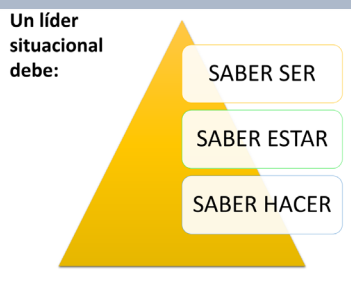 Un líder
situacional
debe:
SABER SER
SABER ESTAR
SABER HACER